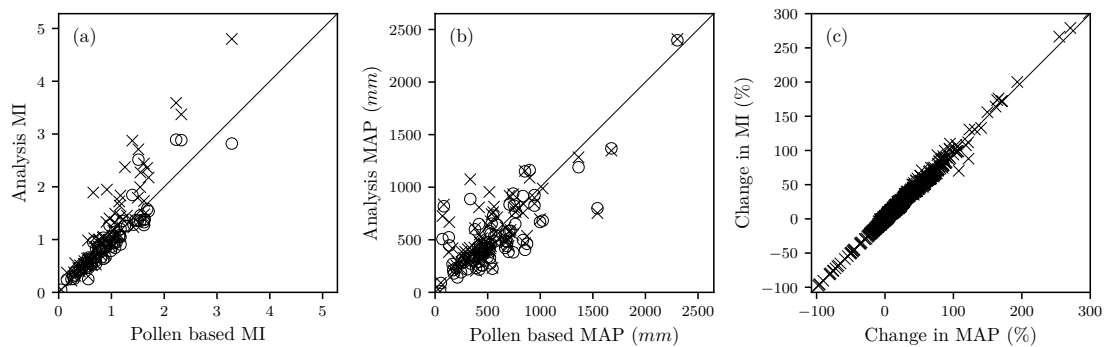 (a)
Analysis MI
5
4
3
2
1
0
0 1 2 3 4 5
Pollen based MI
(b)
Analysis MAP (mm)
2500
2000
1500
1000
500
0
0 500 1000 1500 2000 2500
Pollen based MAP (mm)
(c)
Change in MI (%)
300
250
200
150
100
50
0
−50
−100
−100 0 100 200 300
Change in MAP (%)